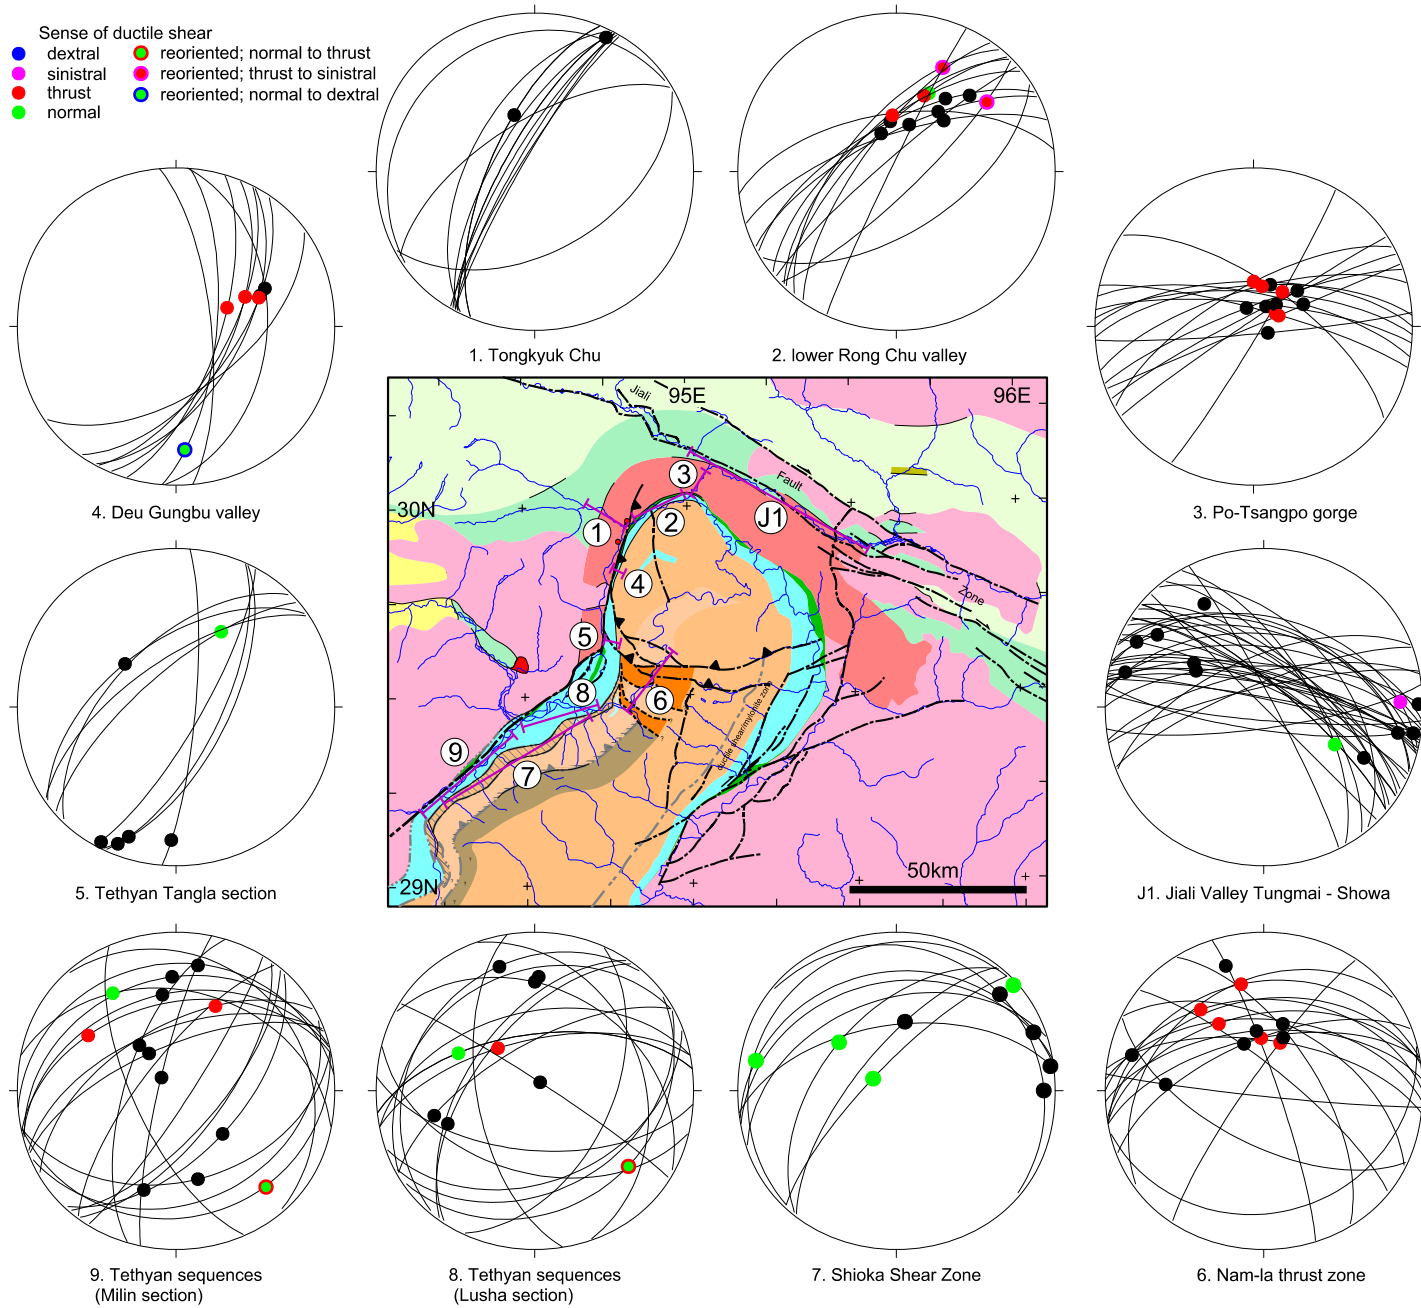 Sense of ductile shear
dextral
sinistral
thrust
normal
reoriented; normal to thrust
reoriented; thrust to sinistral
reoriented; normal to dextral
1. Tongkyuk Chu
2. lower Rong Chu valley
3. Po-Tsangpo gorge
4. Deu Gungbu valley
5. Tethyan Tangla section
J1. Jiali Valley Tungmai - Showa
Jiali
95E
96E
Fault
3
30N
1
2
J1
4
Zone
5
8
6
ductile shear/mylonite zone
9
7
50km
29N
9. Tethyan sequences
(Milin section)
8. Tethyan sequences
(Lusha section)
7. Shioka Shear Zone
6. Nam-la thrust zone